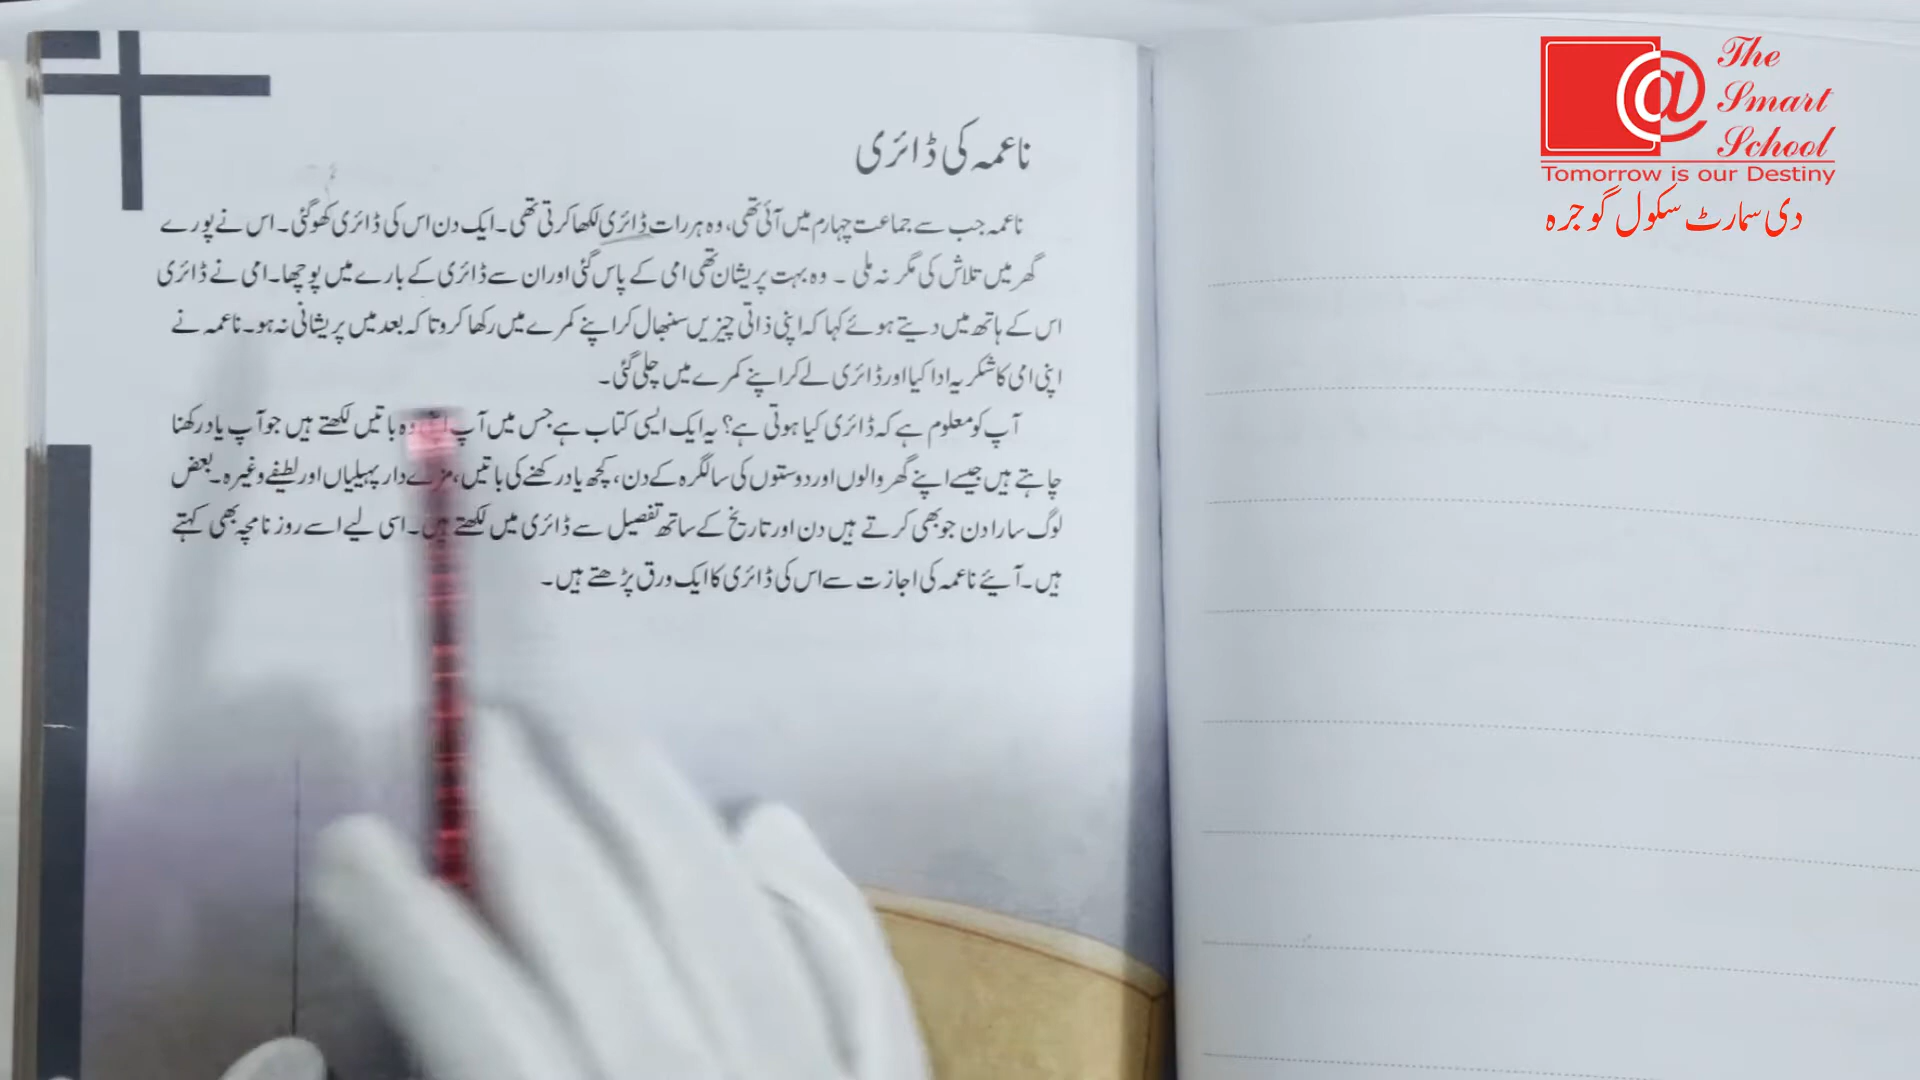 ناعمہ کی ڈائری
ناعمہ جب سے جماعت چہارم میں آئی تھی، وہ ہر رات ڈائری لکھا کرتی تھی۔ ایک دن اس کی ڈائری کھو گئی۔ اس نے پورے
گھر میں تلاش کی مگر نہ ملی ۔ وہ بہت پریشان تھی امی کے پاس گئی اور ان سے ڈائری کے بارے میں پوچھا۔ امی نے ڈائری
اس کے ہاتھ میں دیتے ہوئے کہا کہ اپنی ذاتی چیزیں سنبھال کر اپنے کمرے میں رکھا کرو تا کہ بعد میں پریشانی نہ ہو۔ ناعمہ نے
اپنی امی کا شکریہ ادا کیا اور ڈائری لے کر اپنے کمرے میں چلی گئی۔
آپ کو معلوم ہے کہ ڈائری کیا ہوتی ہے؟ یہ ایک ایسی کتاب ہے جس میں آپ وہ باتیں لکھتے ہیں جو آپ یاد رکھنا
چاہتے ہیں جیسے اپنے گھر والوں اور دوستوں کی سالگرہ کے دن، کچھ یاد رکھنے کی باتیں، مزے دار پہیلیاں اور لطیفے وغیرہ۔ بعض
لوگ سارا دن جو بھی کرتے ہیں دن اور تاریخ کے ساتھ تفصیل سے ڈائری میں لکھتے ہیں۔ اسی لیے اسے روزنامچہ بھی کہتے
ہیں۔ آیئے ناعمہ کی اجازت سے اس کی ڈائری کا ایک ورق پڑھتے ہیں۔
The
Smart
School
Tomorrow is our Destiny
دی سمارٹ سکول گوجرہ